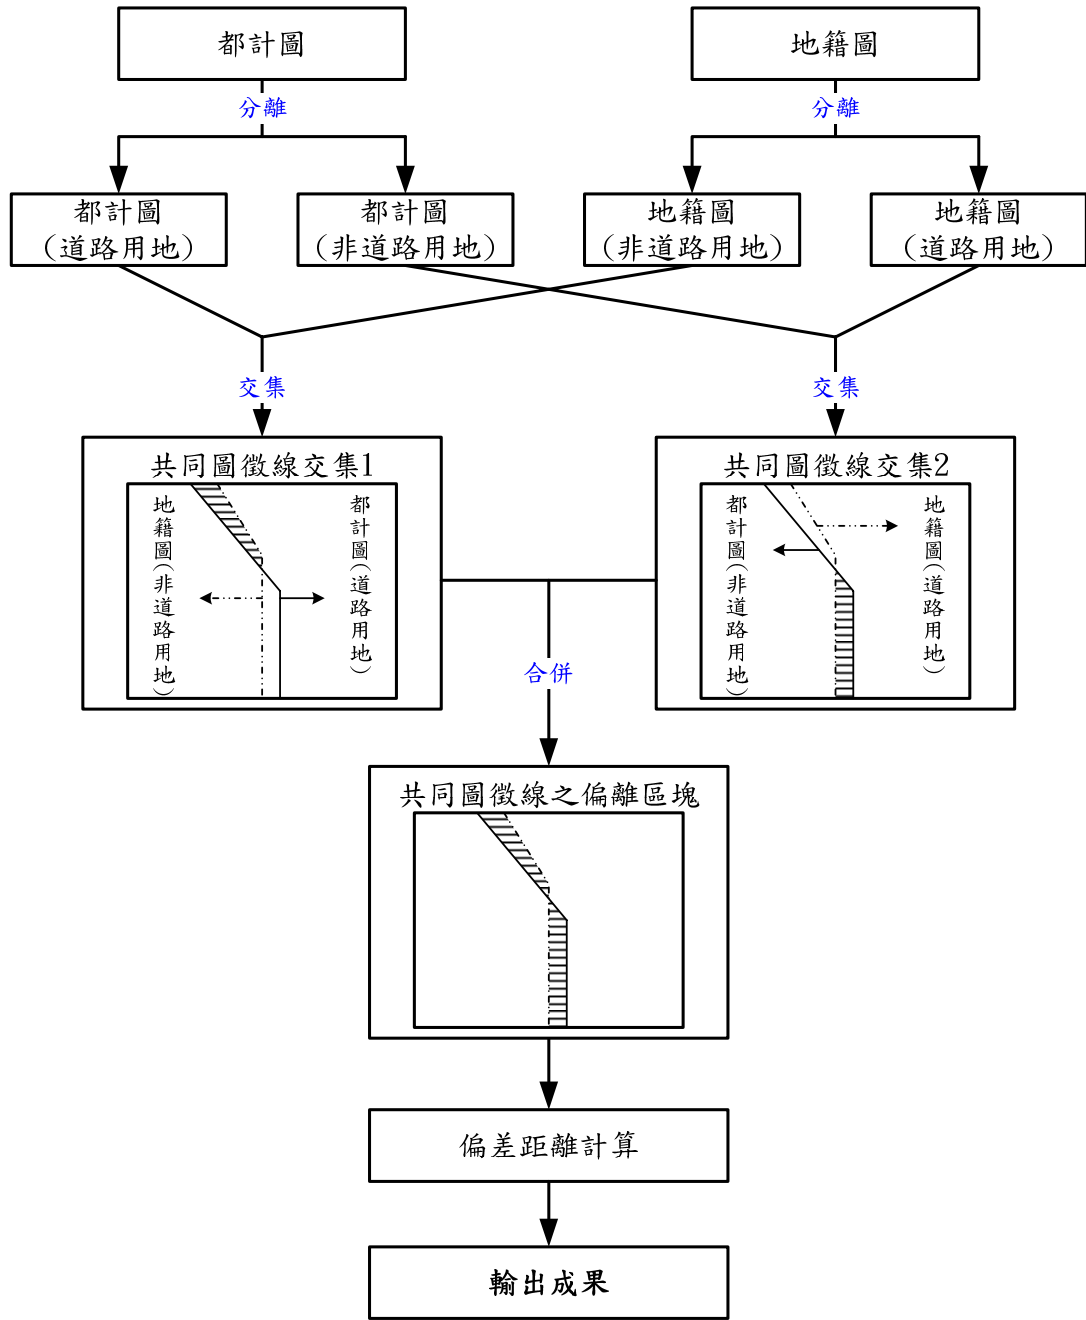 都計圖
地籍圖
分離
分離
都計圖
(道路用地)
都計圖
(非道路用地)
地籍圖
(非道路用地)
地籍圖
(道路用地)
交集
交集
共同圖徵線交集1
地籍圖(非道路用地)
都計圖(道路用地)
共同圖徵線交集2
都計圖(非道路用地)
地籍圖(道路用地)
合併
共同圖徵線之偏離區塊
偏差距離計算
輸出成果